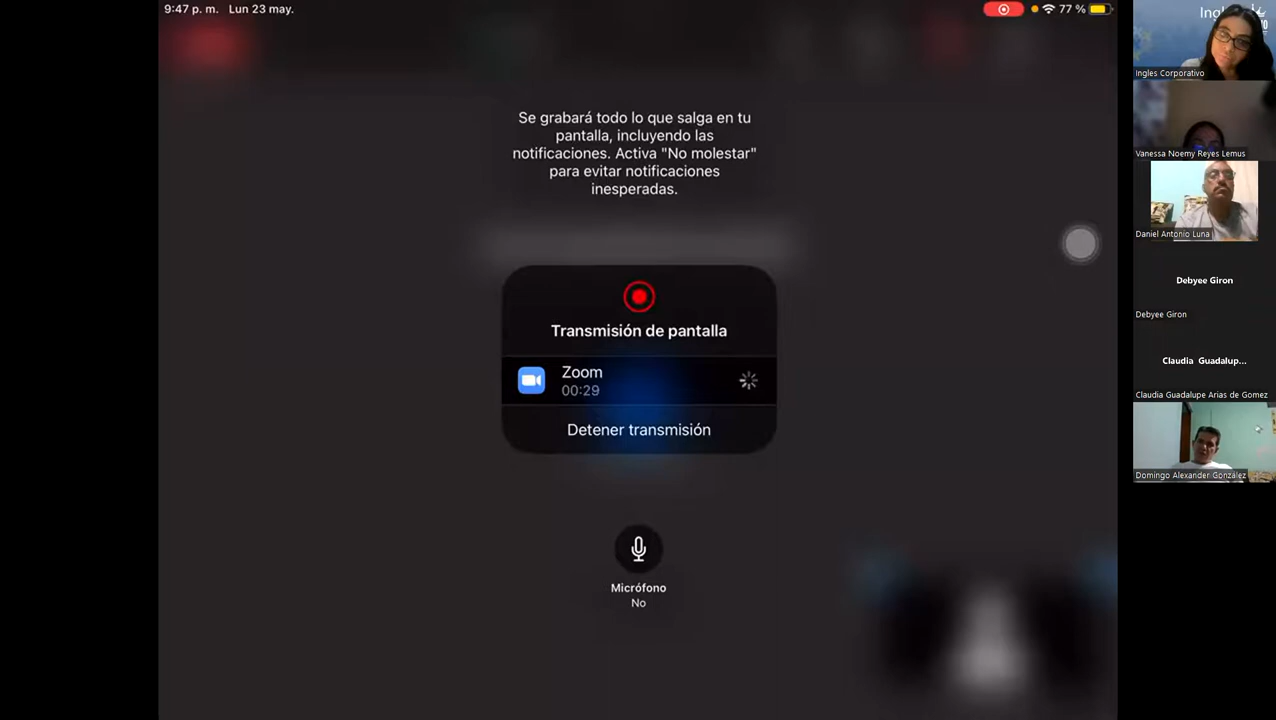 9:47 p. m. Lun 23 may.
77 %
Se grabará todo lo que salga en tu
pantalla, incluyendo las
notificaciones. Activa "No molestar"
para evitar notificaciones
inesperadas.
Transmisión de pantalla
Zoom
00:29
Detener transmisión
Micrófono
No
Ingles Corporativo
Vanessa Noemy Reyes Lemus
Daniel Antonio Luna
Debyee Giron
Debyee Giron
Claudia Guadalup...
Claudia Guadalupe Arias de Gomez
Domingo Alexander González